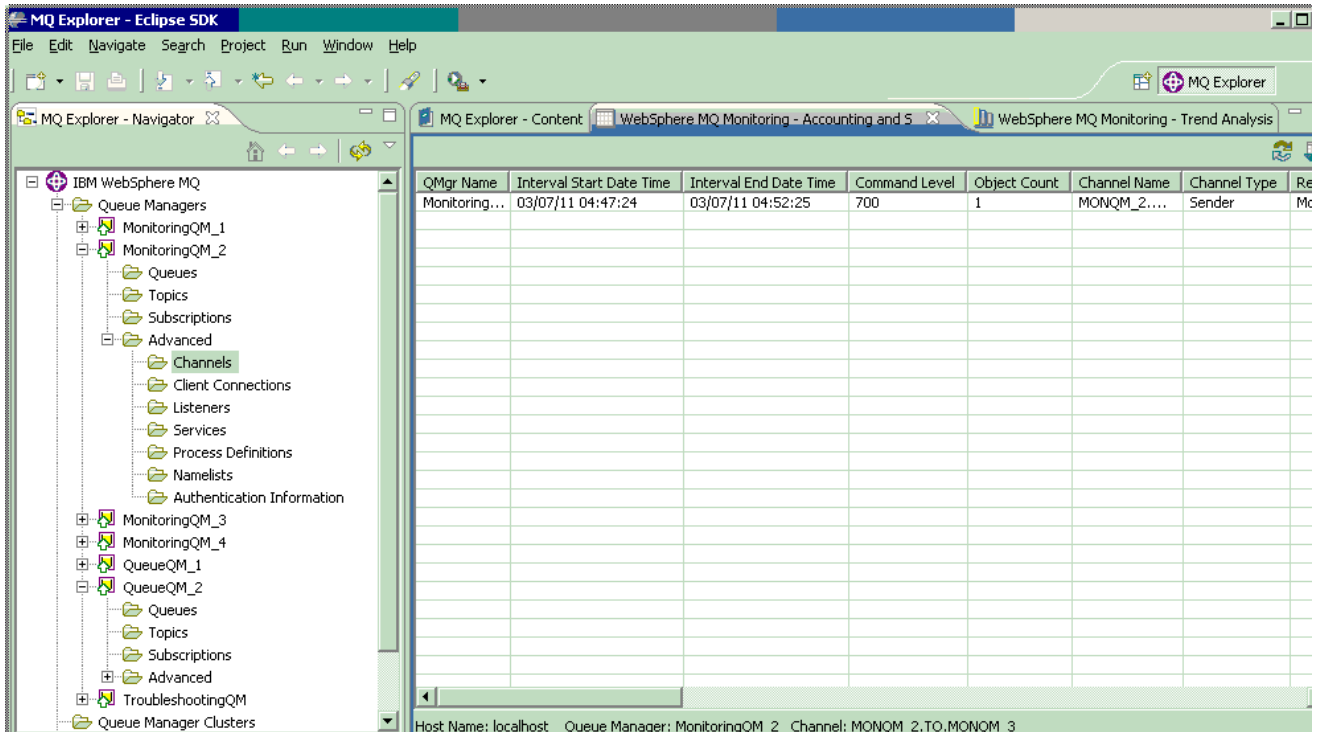 MQ Explorer - Eclipse SDK
File Edit Navigate Search Project Run Window Help
MQ Explorer
MQ Explorer - Navigator
MQ Explorer - Content
WebSphere MQ Monitoring - Accounting and S
WebSphere MQ Monitoring - Trend Analysis
IBM WebSphere MQ
Queue Managers
MonitoringQM_1
MonitoringQM_2
Queues
Topics
Subscriptions
Advanced
Channels
Client Connections
Listeners
Services
Process Definitions
Namelists
Authentication Information
MonitoringQM_3
MonitoringQM_4
QueueQM_1
QueueQM_2
Queues
Topics
Subscriptions
Advanced
TroubleshootingQM
Queue Manager Clusters
QMgr Name Interval Start Date Time Interval End Date Time Command Level Object Count Channel Name Channel Type Re
Monitoring... 03/07/11 04:47:24 03/07/11 04:52:25 700 1 MONQM_2.... Sender Mo
Host Name: localhost Queue Manager: MonitoringQM_2 Channel: MONQM_2.TO.MONQM_3